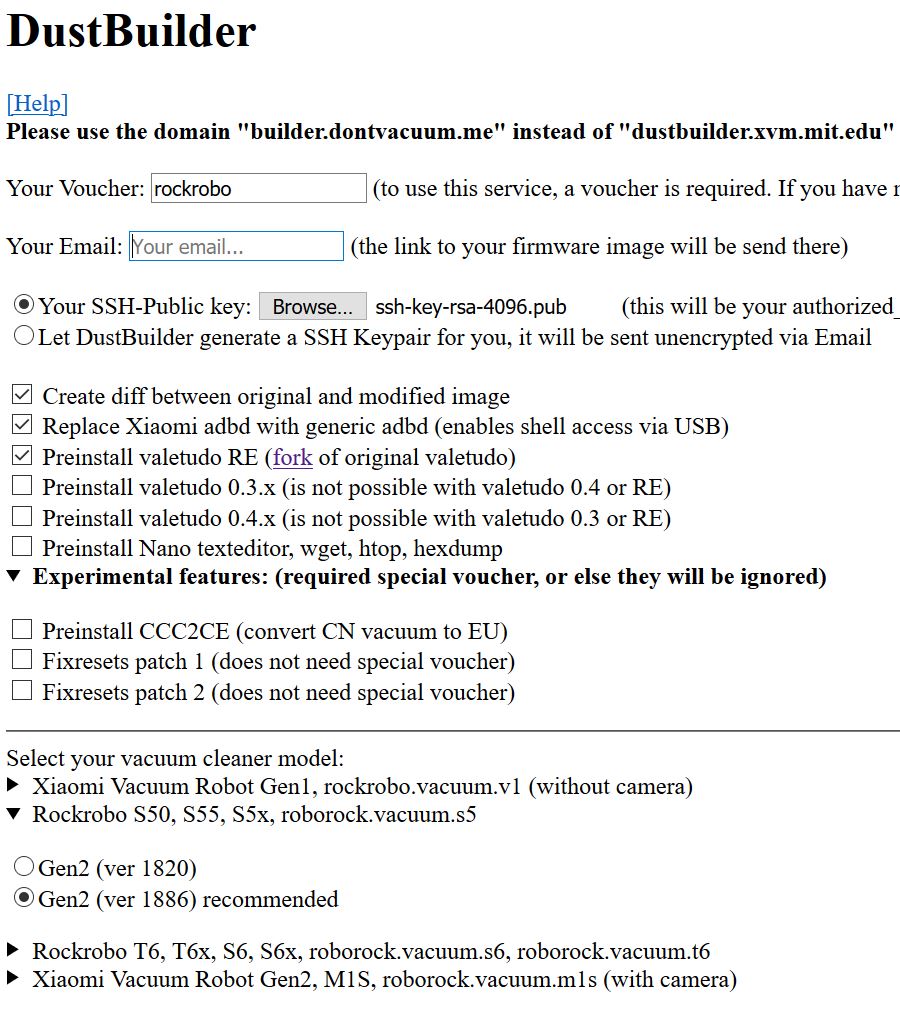 DustBuilder
[Help]
Please use the domain "builder.dontvacuum.me" instead of "dustbuilder.xvm.mit.edu"
Your Voucher: rockrobo (to use this service, a voucher is required. If you have
Your Email: Your email... (the link to your firmware image will be send there)
Your SSH-Public key: Browse... ssh-key-rsa-4096.pub (this will be your authorized_
Let DustBuilder generate a SSH Keypair for you, it will be sent unencrypted via Email
Create diff between original and modified image
Replace Xiaomi adbd with generic adbd (enables shell access via USB)
Preinstall valetudo RE (fork of original valetudo)
Preinstall valetudo 0.3.x (is not possible with valetudo 0.4 or RE)
Preinstall valetudo 0.4.x (is not possible with valetudo 0.3 or RE)
Preinstall Nano texteditor, wget, htop, hexdump
Experimental features: (required special voucher, or else they will be ignored)
Preinstall CCC2CE (convert CN vacuum to EU)
Fixresets patch 1 (does not need special voucher)
Fixresets patch 2 (does not need special voucher)
Select your vacuum cleaner model:
Xiaomi Vacuum Robot Gen1, rockrobo.vacuum.v1 (without camera)
Rockrobo S50, S55, S5x, roborock.vacuum.s5
Gen2 (ver 1820)
Gen2 (ver 1886) recommended
Rockrobo T6, T6x, S6, S6x, roborock.vacuum.s6, roborock.vacuum.t6
Xiaomi Vacuum Robot Gen2, M1S, roborock.vacuum.m1s (with camera)